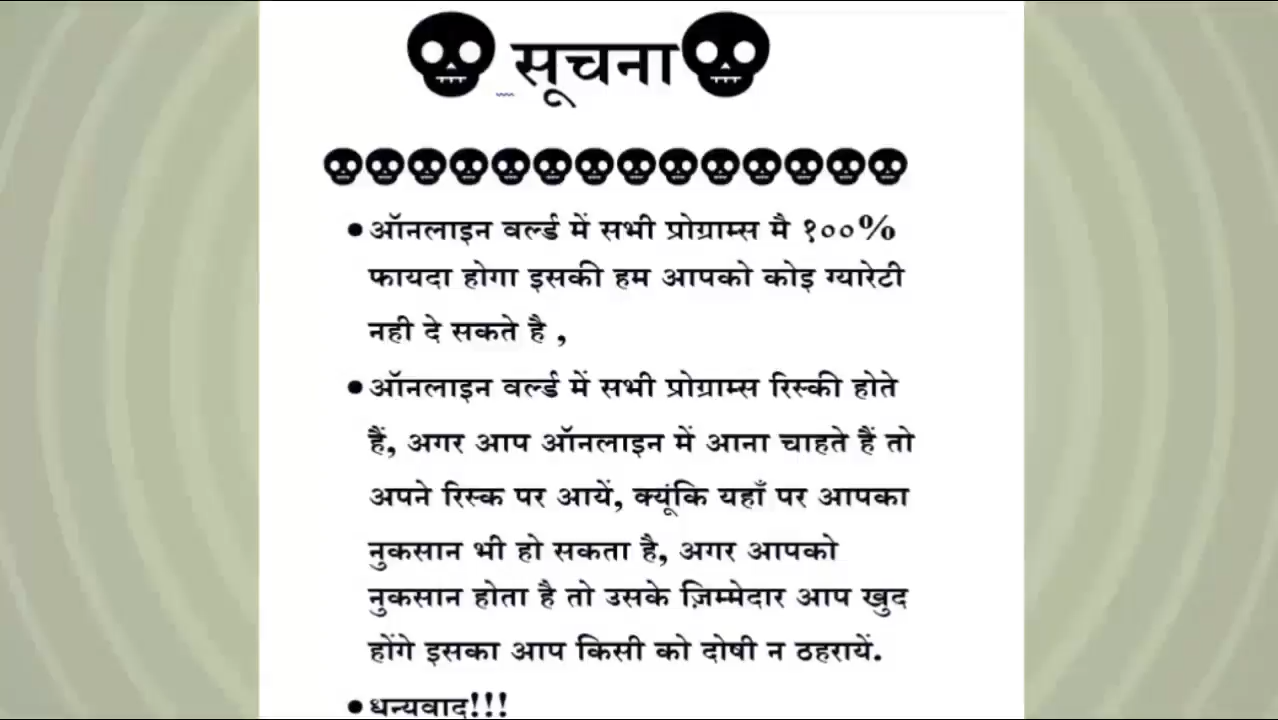 सूचना
ऑनलाइन वर्ल्ड में सभी प्रोग्राम्स मै १००%
फायदा होगा इसकी हम आपको कोइ ग्यारेटी
नही दे सकते है ,
ऑनलाइन वर्ल्ड में सभी प्रोग्राम्स रिस्की होते
हैं, अगर आप ऑनलाइन में आना चाहते हैं तो
अपने रिस्क पर आयें, क्यूंकि यहाँ पर आपका
नुकसान भी हो सकता है, अगर आपको
नुकसान होता है तो उसके ज़िम्मेदार आप खुद
होंगे इसका आप किसी को दोषी न ठहरायें.
धन्यवाद!!!